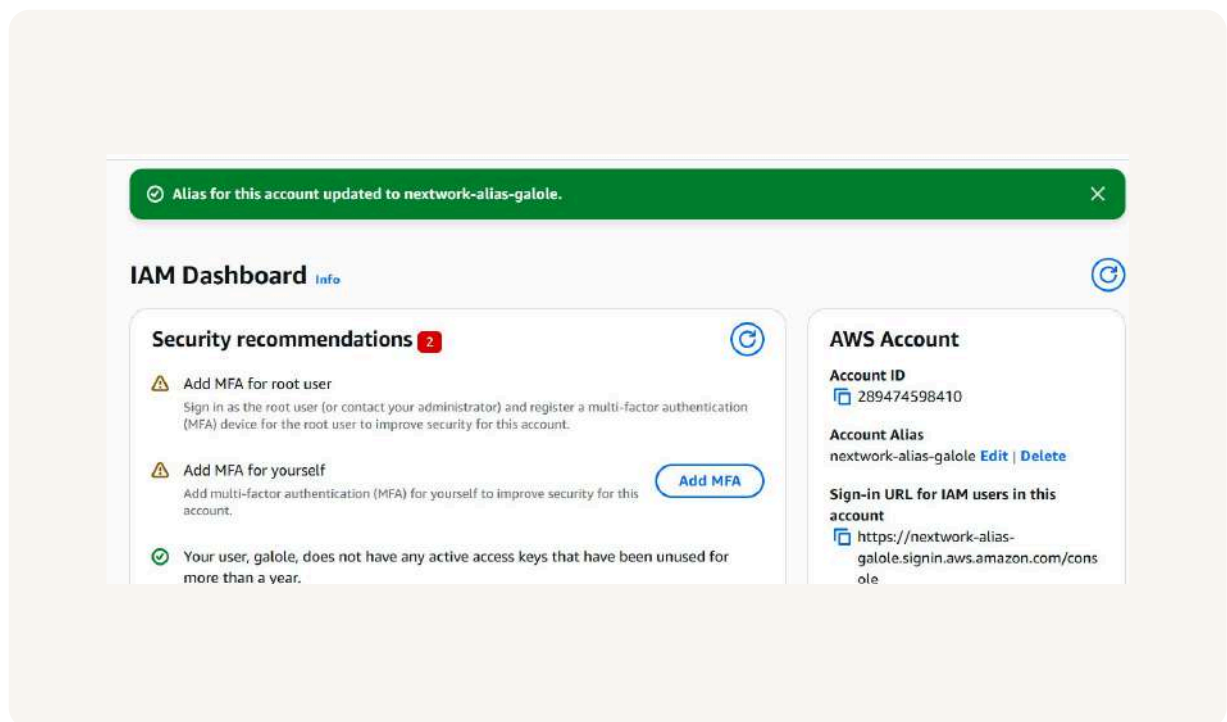 Alias for this account updated to nextwork-alias-galole.
IAM Dashboard Info
Security recommendations 2
Add MFA for root user
Sign in as the root user (or contact your administrator) and register a multi-factor authentication
(MFA) device for the root user to improve security for this account.
Add MFA for yourself
Add multi-factor authentication (MFA) for yourself to improve security for this
account.
Add MFA
Your user, galole, does not have any active access keys that have been unused for
more than a year.
AWS Account
Account ID
289474598410
Account Alias
nextwork-alias-galole Edit | Delete
Sign-in URL for IAM users in this
account
https://nextwork-alias-
galole.signin.aws.amazon.com/cons
ole